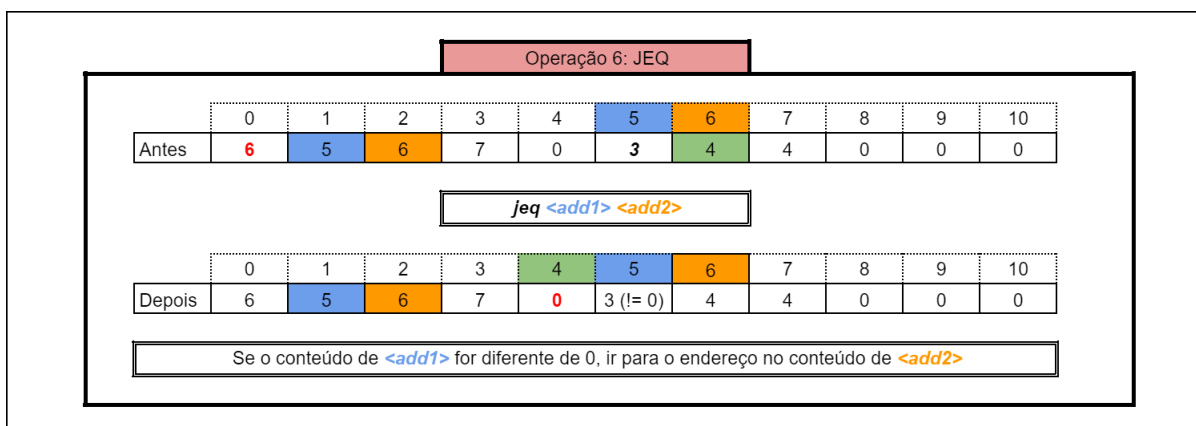 Operação 6: JEQ
0 1 2 3 4 5 6 7 8 9 10
Antes 6 5 6 7 0 3 4 4 0 0 0
jeq <add1> <add2>
0 1 2 3 4 5 6 7 8 9 10
Depois 6 5 6 7 0 3 (!= 0) 4 4 0 0 0
Se o conteúdo de <add1> for diferente de 0, ir para o endereço no conteúdo de <add2>